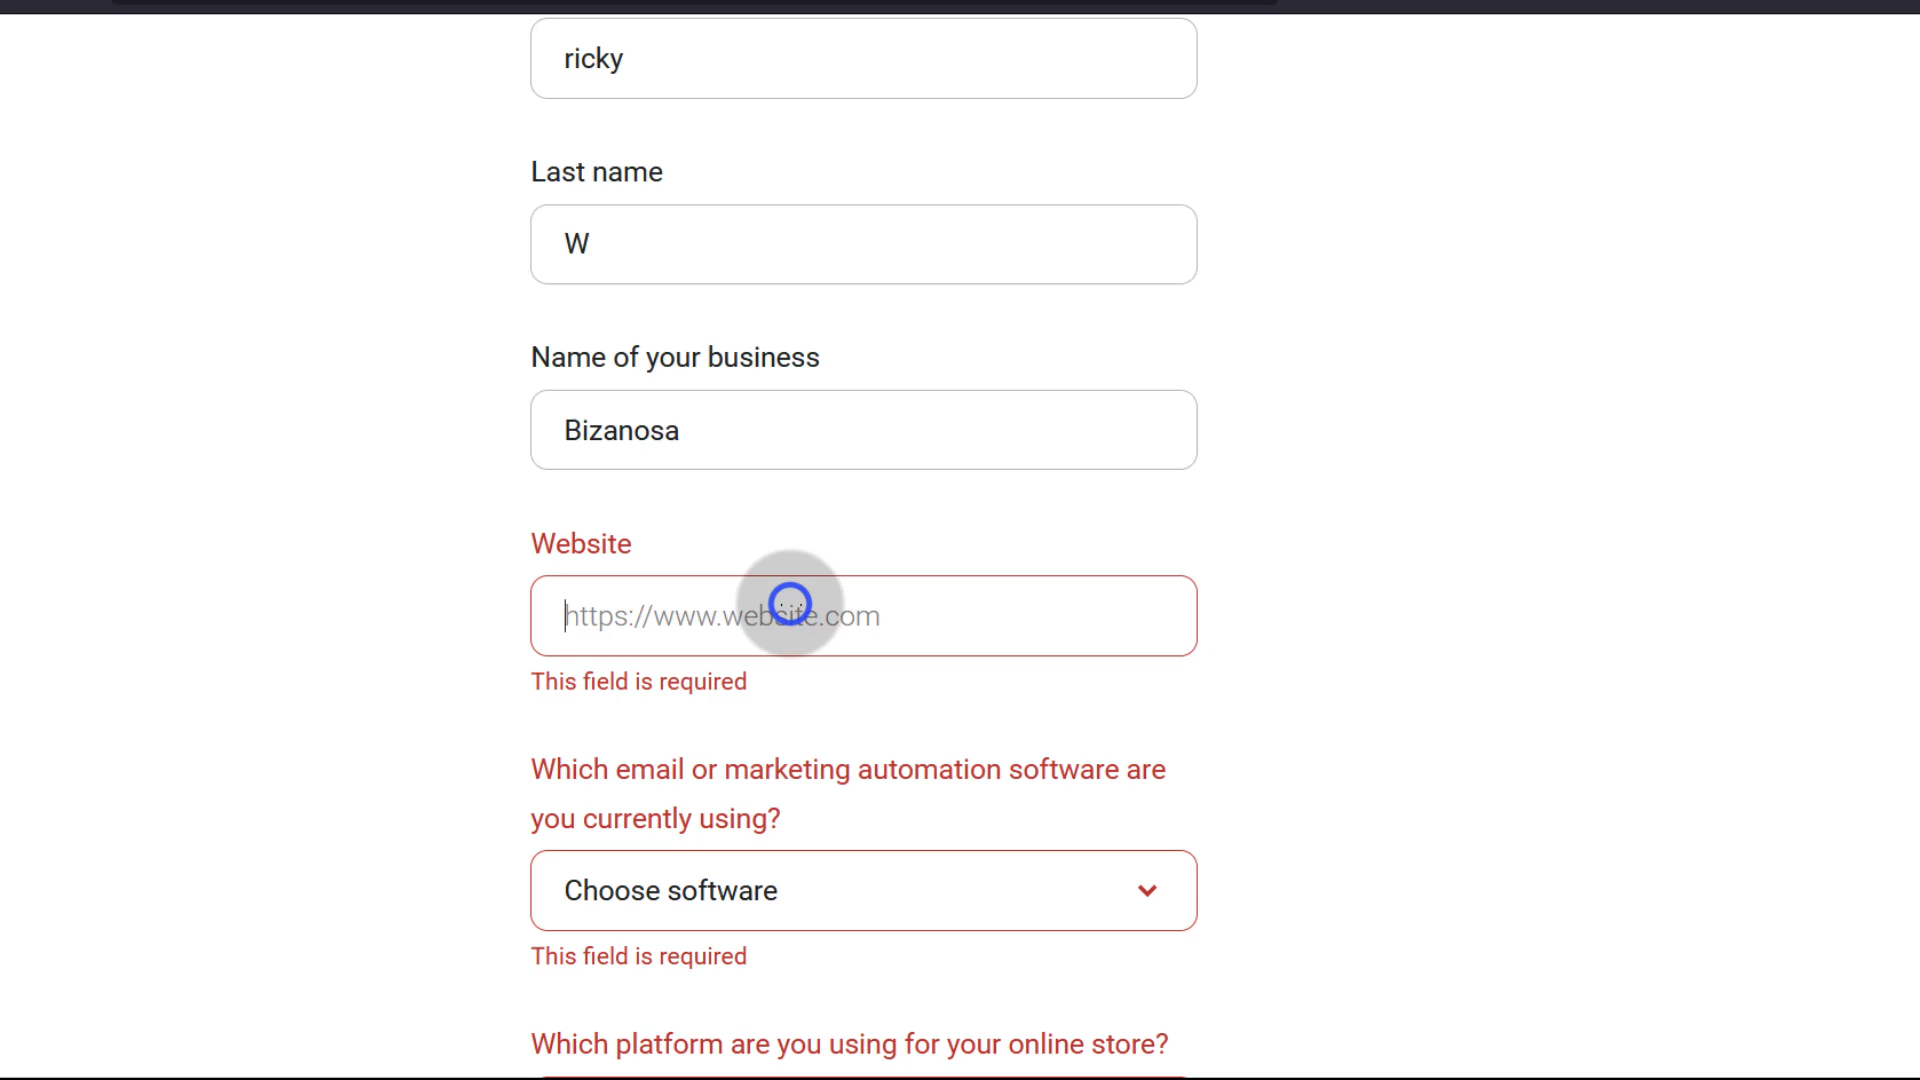 ricky
Last name
W
Name of your business
Bizanosa
Website
https://www.website.com
This field is required
Which email or marketing automation software are
you currently using?
Choose software
This field is required
Which platform are you using for your online store?